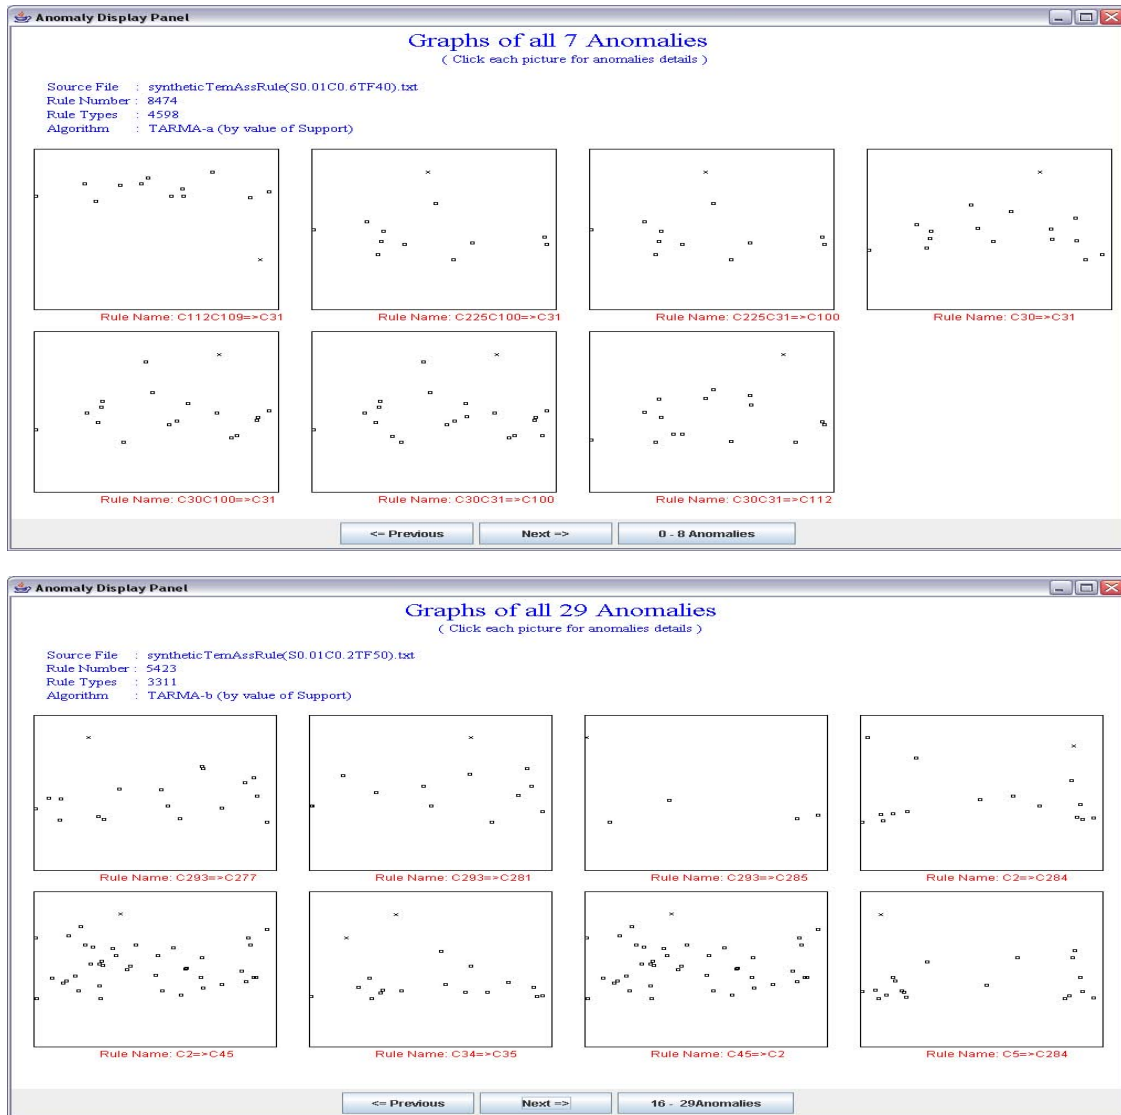 Anomaly Display Panel
Graphs of all 7 Anomalies
( Click each picture for anomalies details )
Source File : syntheticTemAssRule(S0.01C0.6TF40).txt
Rule Number : 8474
Rule Types : 4598
Algorithm : TARMA-a (by value of Support)
Rule Name: C112C109=>C31
Rule Name: C225C100=>C31
Rule Name: C225C31=>C100
Rule Name: C30=>C31
Rule Name: C30C100=>C31
Rule Name: C30C31=>C100
Rule Name: C30C31=>C112
<= Previous
Next =>
0 - 8 Anomalies
Anomaly Display Panel
Graphs of all 29 Anomalies
( Click each picture for anomalies details )
Source File : syntheticTemAssRule(S0.01C0.2TF50).txt
Rule Number : 5423
Rule Types : 3311
Algorithm : TARMA-b (by value of Support)
Rule Name: C293=>C277
Rule Name: C293=>C281
Rule Name: C293=>C285
Rule Name: C2=>C284
Rule Name: C2=>C45
Rule Name: C34=>C35
Rule Name: C45=>C2
Rule Name: C5=>C284
<= Previous
Next =>
16 - 29Anomalies